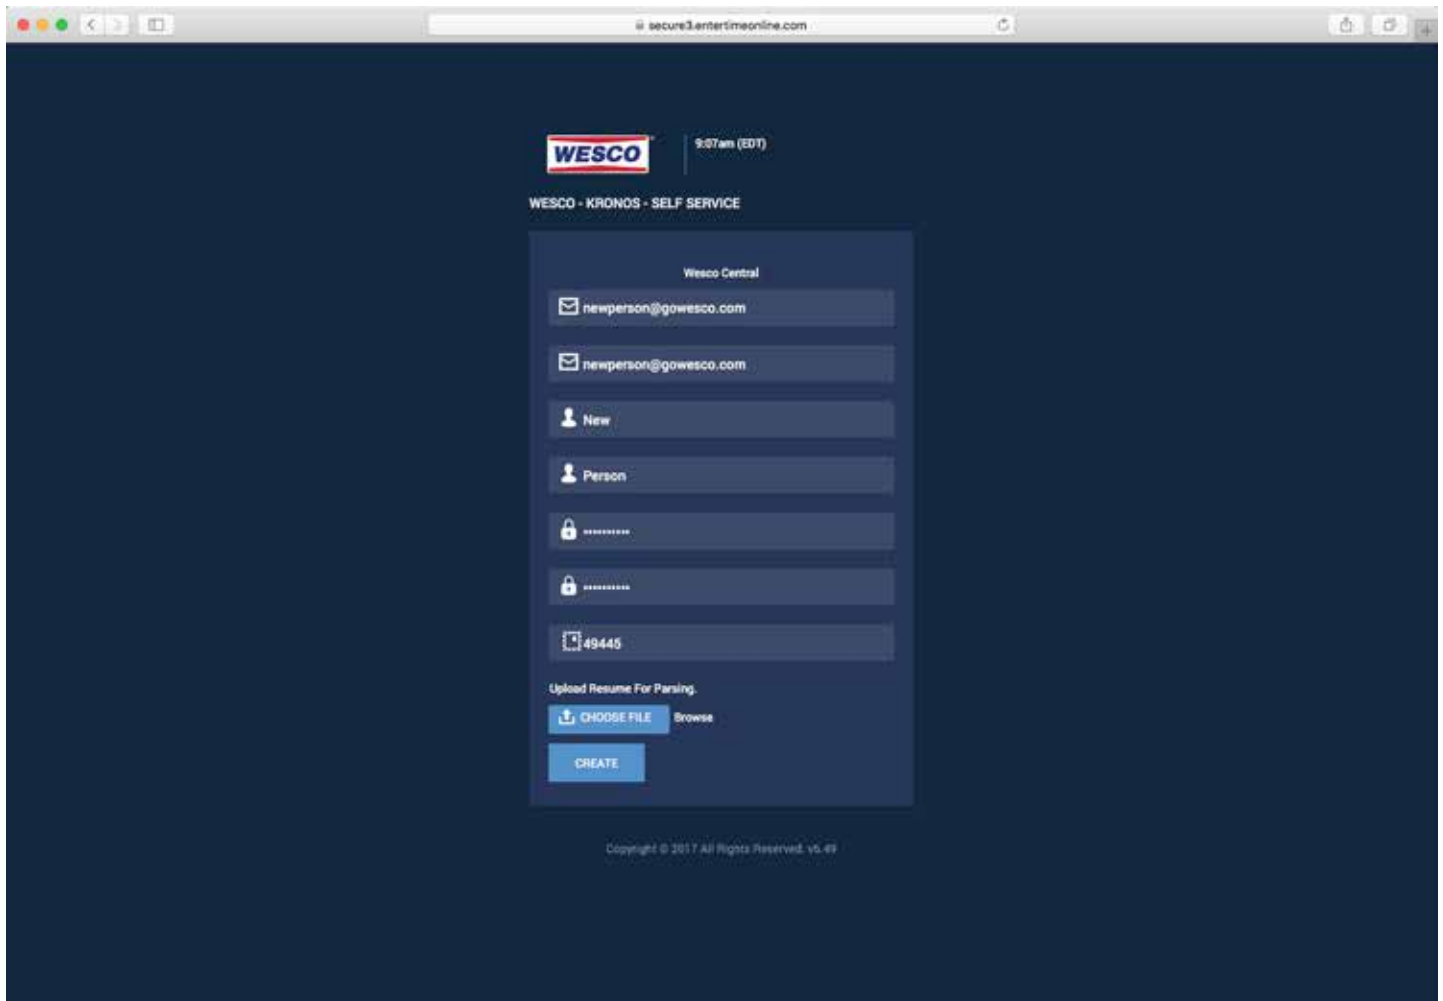 secure3.entertimeonline.com
WESCO
9:07am (EDT)
WESCO - KRONOS - SELF SERVICE
Wesco Central
newperson@gowesco.com
newperson@gowesco.com
New
Person
••••••••••
••••••••••
49445
Upload Resume For Parsing.
CHOOSE FILE Browse
CREATE
Copyright © 2017 All Rights Reserved. v6.49